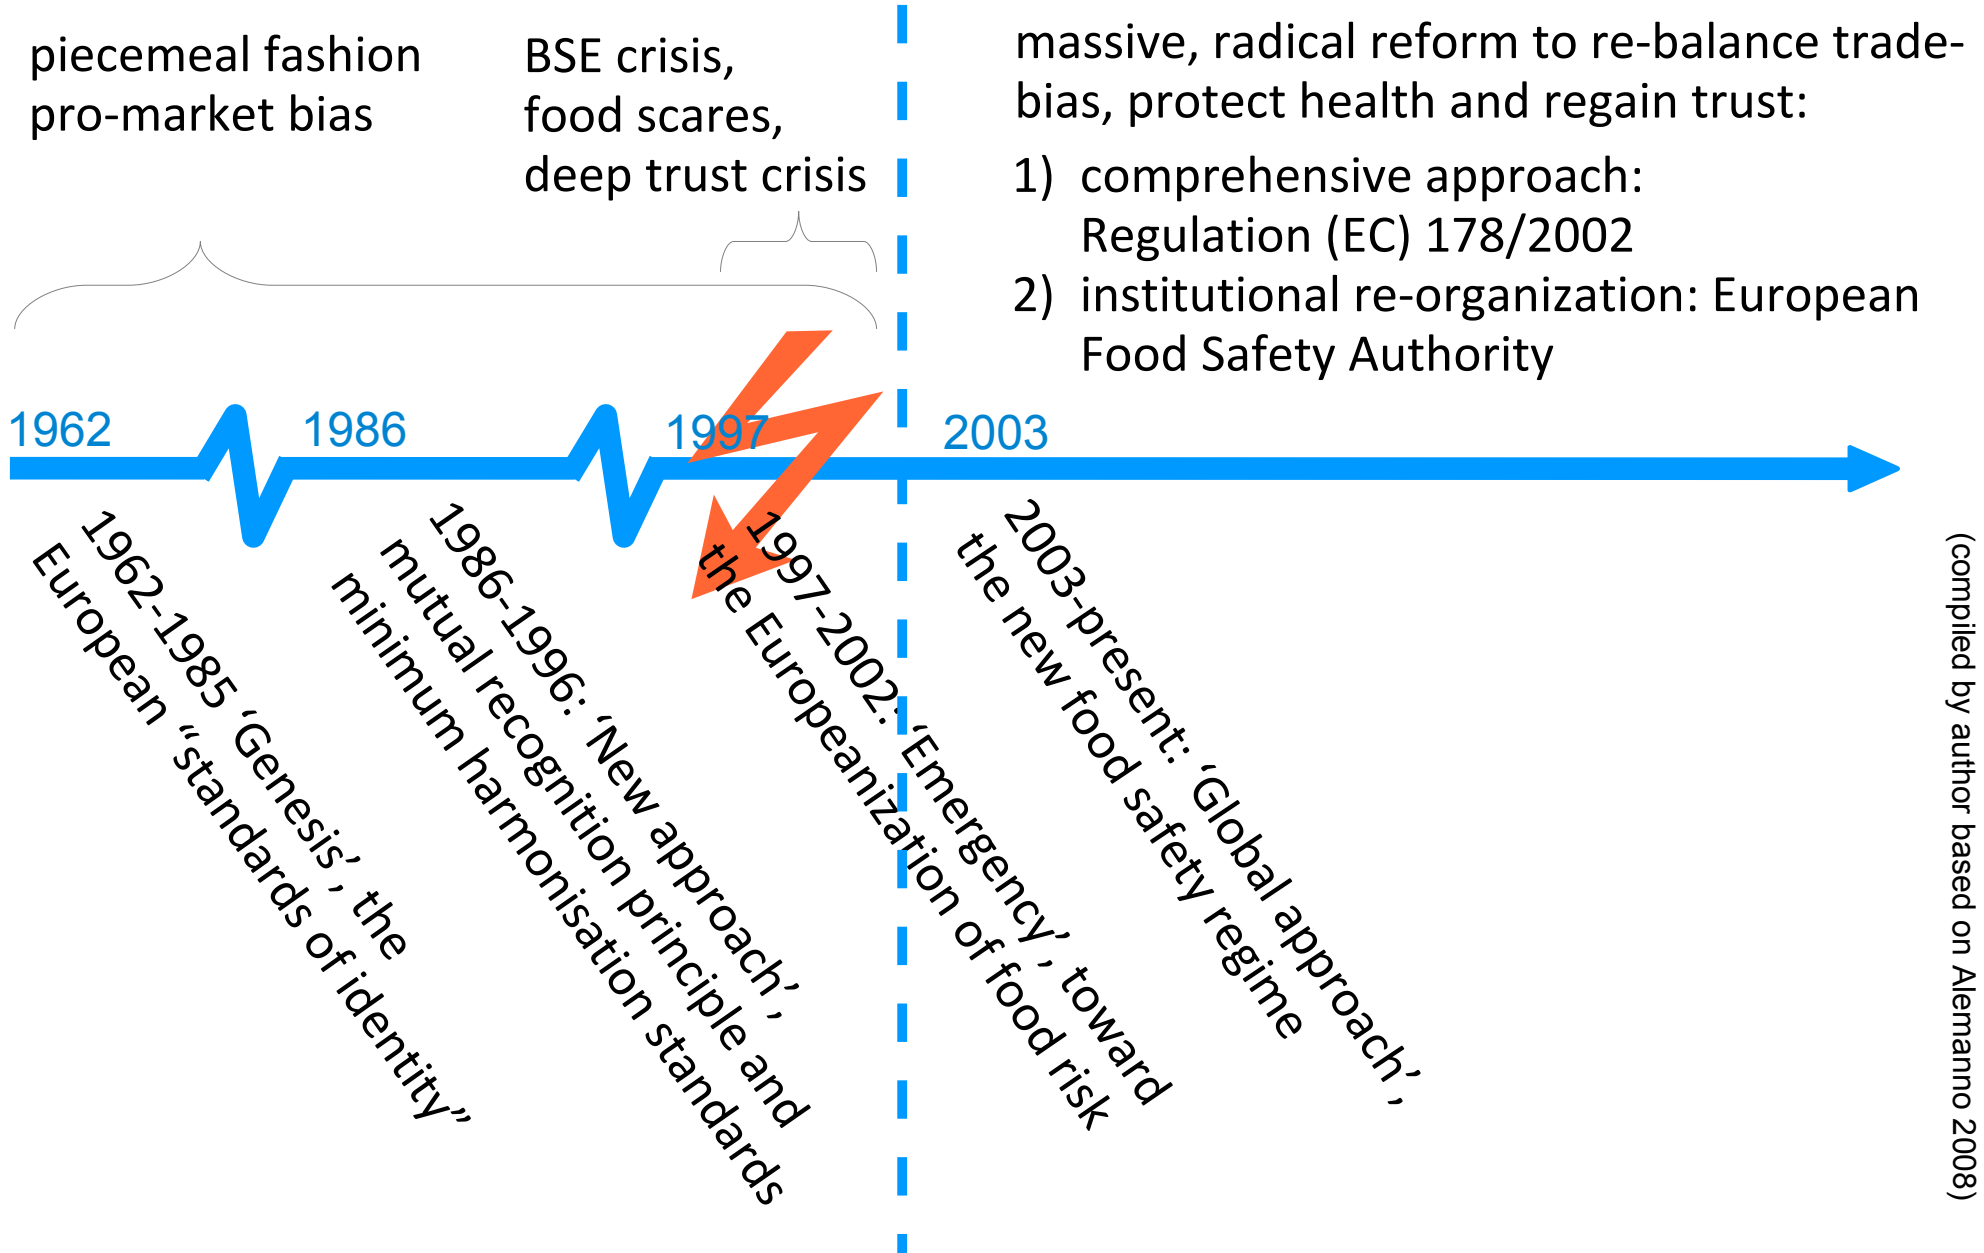 piecemeal fashion
pro-market bias
BSE crisis,
food scares,
deep trust crisis
massive, radical reform to re-balance trade-
bias, protect health and regain trust:
1) comprehensive approach:
Regulation (EC) 178/2002
2) institutional re-organization: European
Food Safety Authority
1962
1986
1997
2003
1962-1985 ‘Genesis’, the
European “standards of identity”
1986-1996: ‘New approach’,
mutual recognition principle and
minimum harmonisation standards
1997-2002: ‘Emergency’, toward
the Europeanization of food risk
2003-present: ‘Global approach’,
the new food safety regime
(compiled by author based on Alemanno 2008)